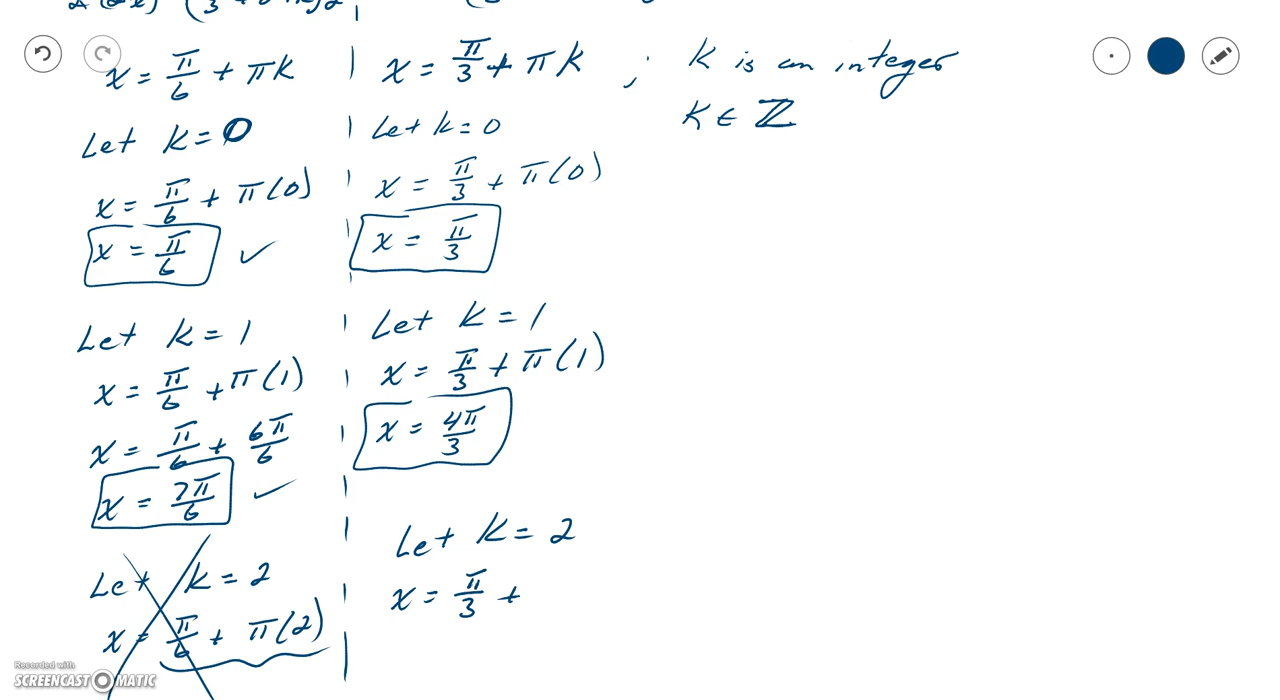 x = π/6 + πk | x = π/3 + πk ; K is an integer
K ∈ ℤ
Let k = 0
x = π/6 + π(0)
x = π/6 ✓
Let k = 1
x = π/6 + π(1)
x = π/6 + 6π/6
x = 7π/6 ✓
Let k = 2
x = π/6 + π(2)
Let k = 0
x = π/3 + π(0)
x = π/3
Let k = 1
x = π/3 + π(1)
x = 4π/3
Let k = 2
x = π/3 +
Recorded with
SCREENCAST-O-MATIC